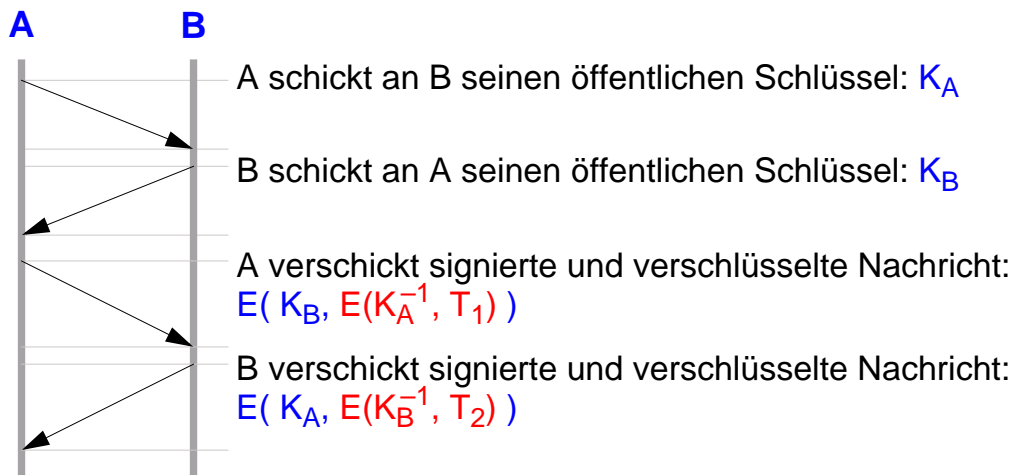 A B
A schickt an B seinen öffentlichen Schlüssel: K_A
B schickt an A seinen öffentlichen Schlüssel: K_B
A verschickt signierte und verschlüsselte Nachricht:
E( K_B, E(K_A^–1, T_1) )
B verschickt signierte und verschlüsselte Nachricht:
E( K_A, E(K_B^–1, T_2) )